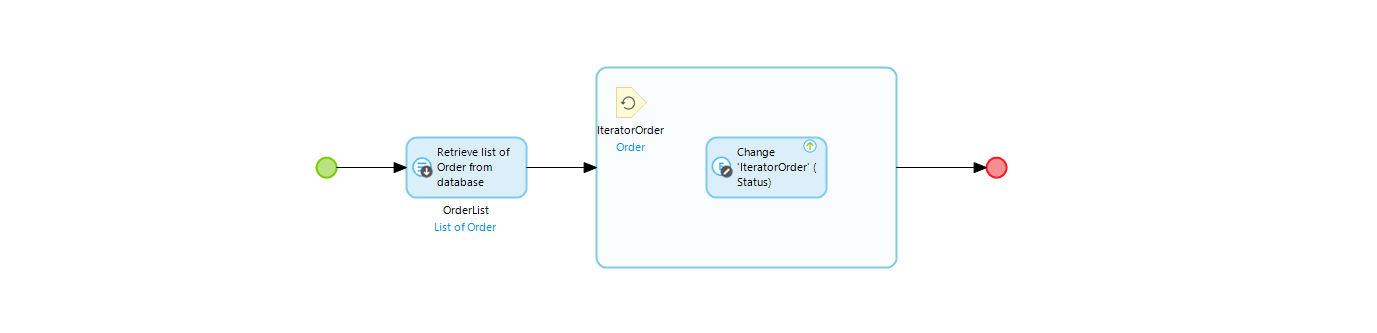 Retrieve list of
Order from
database
OrderList
List of Order
IteratorOrder
Order
Change
'IteratorOrder' (
Status)